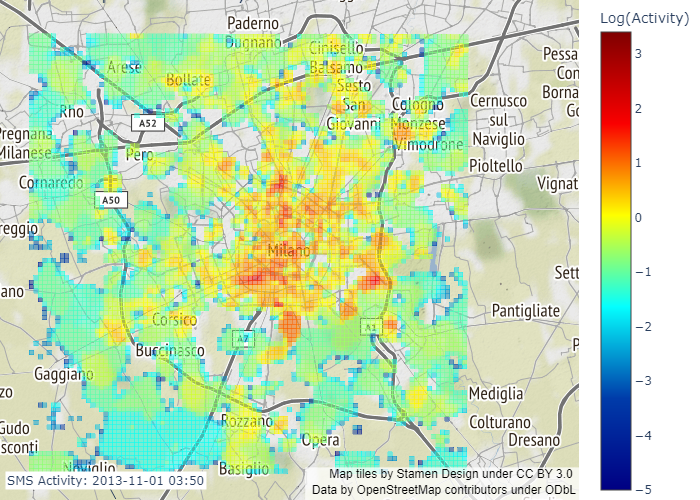 Log(Activity)
3
2
1
0
−1
−2
−3
−4
−5
Paderno
Dugnano
Cinisello
Balsamo
Arese
Bollate
Sesto
San
Giovanni
Cologno
Monzese
Vimodrone
Cernusco
sul
Naviglio
Pessa
Con
Borna
Go
Rho
A52
Pregnana
Milanese
Pero
Pioltello
Cornaredo
A50
Vignat
reggio
Milano
ano
Sett
Pantigliate
Corsico
A7
A1
P
Buccinasco
Gaggiano
zo
Mediglia
Rozzano
Colturano
Gudo
sconti
Opera
Dresano
Noviglio
Basiglio
SMS Activity: 2013-11-01 03:50
Map tiles by Stamen Design under CC BY 3.0
Data by OpenStreetMap contributors under ODbL